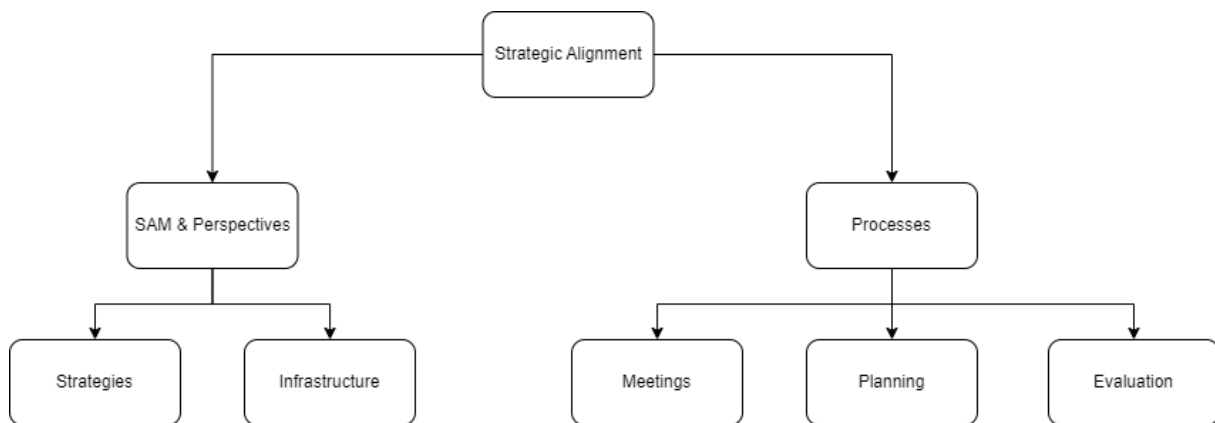 Strategic Alignment
SAM & Perspectives
Processes
Strategies
Infrastructure
Meetings
Planning
Evaluation